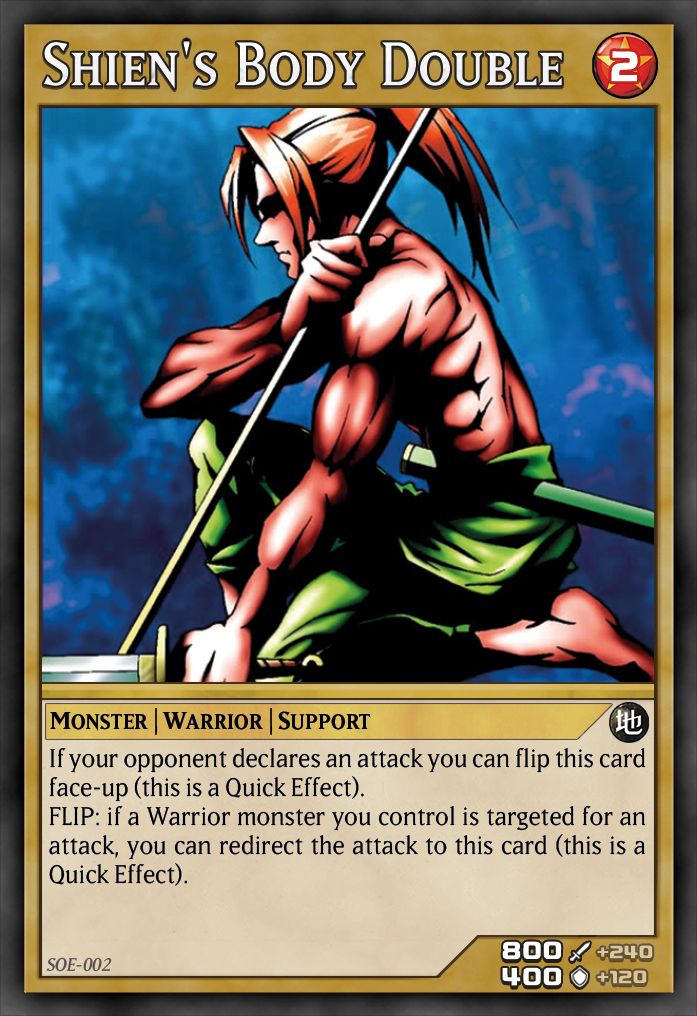 Shien's Body Double
2
Monster | Warrior | Support
地
If your opponent declares an attack you can flip this card
face-up (this is a Quick Effect).
FLIP: if a Warrior monster you control is targeted for an
attack, you can redirect the attack to this card (this is a
Quick Effect).
SOE-002
800 +240
400 +120